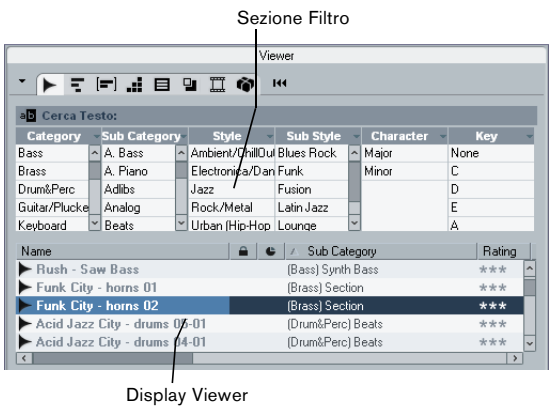 Sezione Filtro
Viewer
Cerca Testo:
Category Sub Category Style Sub Style Character Key
Bass A. Bass Ambient/ChillOut Blues Rock Major None
Brass A. Piano Electronica/Dan Funk Minor C
Drum&Perc Adlibs Jazz Fusion D
Guitar/Plucke Analog Rock/Metal Latin Jazz E
Keyboard Beats Urban (Hip-Hop Lounge A
Name Sub Category Rating
Rush - Saw Bass (Bass) Synth Bass ***
Funk City - horns 01 (Brass) Section ***
Funk City - horns 02 (Brass) Section ***
Acid Jazz City - drums 05-01 (Drum&Perc) Beats ***
Acid Jazz City - drums 04-01 (Drum&Perc) Beats ***
Display Viewer